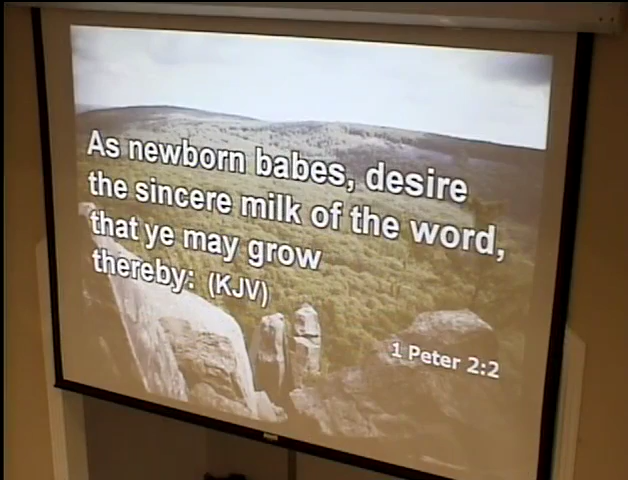 As newborn babes, desire
the sincere milk of the word,
that ye may grow
thereby: (KJV)
1 Peter 2:2